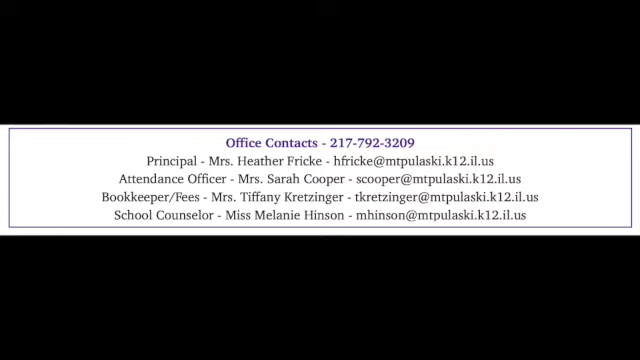 Office Contacts - 217-792-3209
Principal - Mrs. Heather Fricke - hfricke@mtpulaski.k12.il.us
Attendance Officer - Mrs. Sarah Cooper - scooper@mtpulaski.k12.il.us
Bookkeeper/Fees - Mrs. Tiffany Kretzinger - tkretzinger@mtpulaski.k12.il.us
School Counselor - Miss Melanie Hinson - mhinson@mtpulaski.k12.il.us